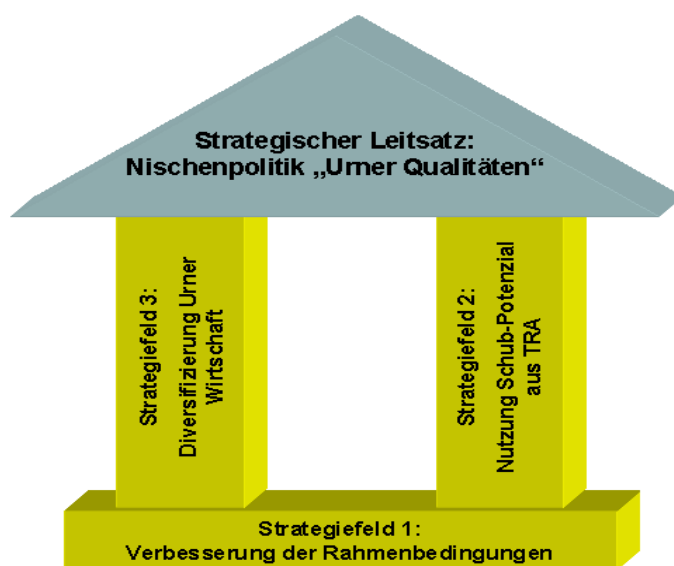 Strategischer Leitsatz:
Nischenpolitik „Urner Qualitäten“
Strategiefeld 3:
Diversifizierung Urner
Wirtschaft
Strategiefeld 2:
Nutzung Schub-Potenzial
aus TRA
Strategiefeld 1:
Verbesserung der Rahmenbedingungen